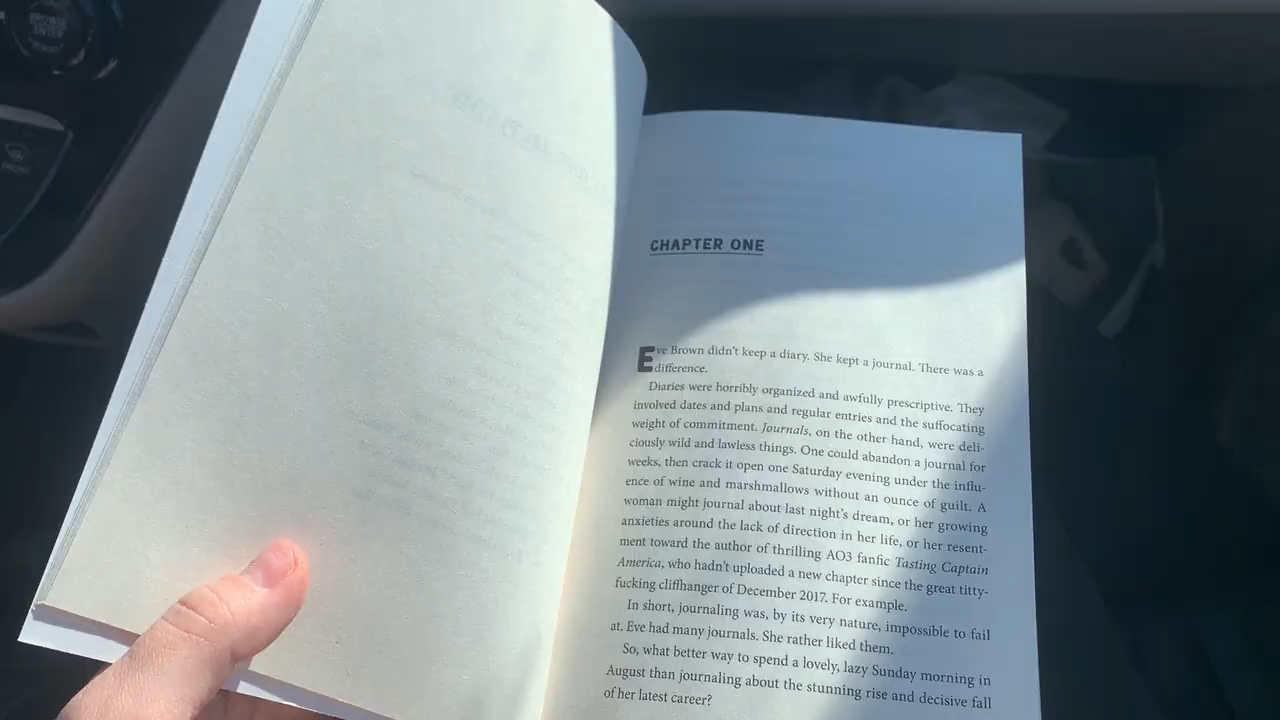 CHAPTER ONE
Eve Brown didn't keep a diary. She kept a journal. There was a
difference.
Diaries were horribly organized and awfully prescriptive. They
involved dates and plans and regular entries and the suffocating
weight of commitment. Journals, on the other hand, were deli-
ciously wild and lawless things. One could abandon a journal for
weeks, then crack it open one Saturday evening under the influ-
ence of wine and marshmallows without an ounce of guilt. A
woman might journal about last night's dream, or her growing
anxieties around the lack of direction in her life, or her resent-
ment toward the author of thrilling AO3 fanfic Tasting Captain
America, who hadn't uploaded a new chapter since the great titty-
fucking cliffhanger of December 2017. For example.
In short, journaling was, by its very nature, impossible to fail
at. Eve had many journals. She rather liked them.
So, what better way to spend a lovely, lazy Sunday morning in
August than journaling about the stunning rise and decisive fall
of her latest career?